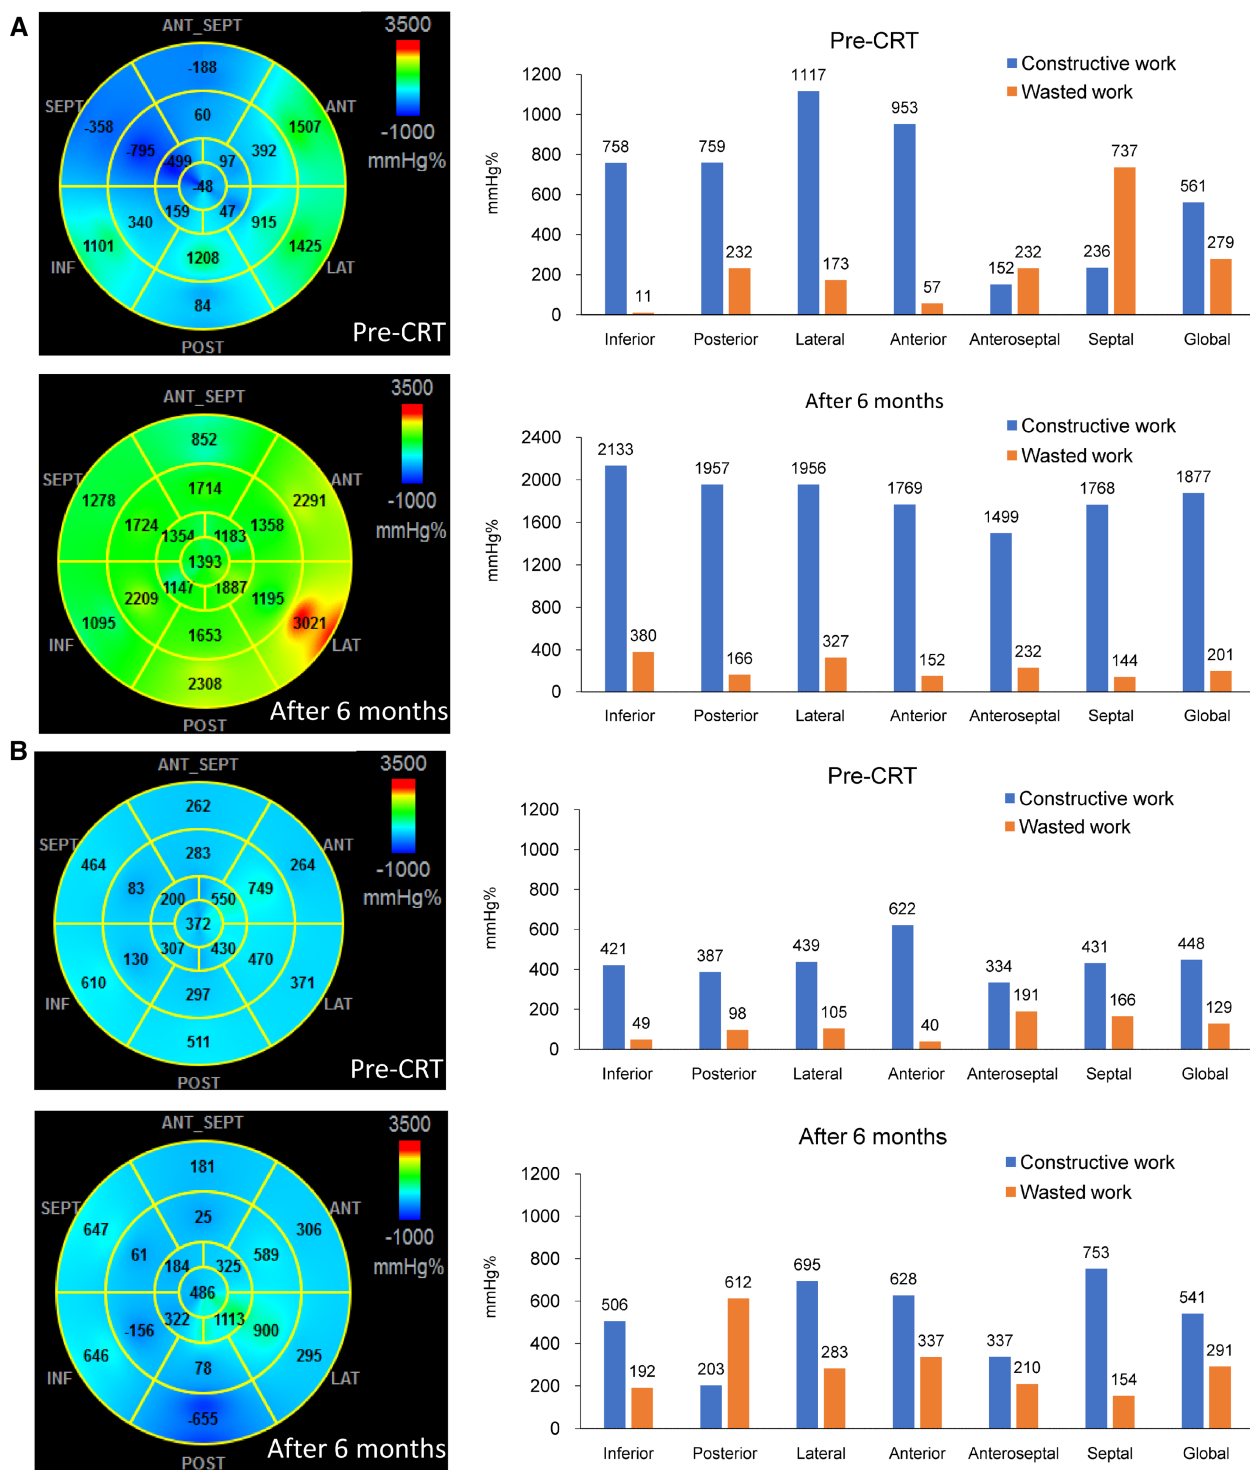 A
ANT_SEPT
3500
-1000
mmHg%
SEPT
ANT
-188
-358
1507
60
-795
392
-499
97
-48
159
47
340
915
1101
1208
1425
INF
LAT
84
POST
Pre-CRT
Pre-CRT
Constructive work
Wasted work
mmHg%
1200
1000
800
600
400
200
0
758
11
759
232
1117
173
953
57
152
232
236
737
561
279
Inferior Posterior Lateral Anterior Anteroseptal Septal Global
ANT_SEPT
3500
-1000
mmHg%
SEPT
ANT
852
1278
2291
1714
1724
1358
1354
1183
1393
1147
1887
2209
1195
1095
1653
3021
INF
LAT
2308
POST
After 6 months
After 6 months
Constructive work
Wasted work
mmHg%
2400
2000
1600
1200
800
400
0
2133
380
1957
166
1956
327
1769
152
1499
232
1768
144
1877
201
Inferior Posterior Lateral Anterior Anteroseptal Septal Global
B
ANT_SEPT
3500
-1000
mmHg%
SEPT
ANT
262
464
264
283
83
749
200
550
372
307
430
130
470
610
297
371
INF
LAT
511
POST
Pre-CRT
Pre-CRT
Constructive work
Wasted work
mmHg%
1200
1000
800
600
400
200
0
421
49
387
98
439
105
622
40
334
191
431
166
448
129
Inferior Posterior Lateral Anterior Anteroseptal Septal Global
ANT_SEPT
3500
-1000
mmHg%
SEPT
ANT
181
647
306
25
61
589
184
325
486
322
1113
-156
900
646
78
295
INF
LAT
-655
POST
After 6 months
After 6 months
Constructive work
Wasted work
mmHg%
1200
1000
800
600
400
200
0
506
192
203
612
695
283
628
337
337
210
753
154
541
291
Inferior Posterior Lateral Anterior Anteroseptal Septal Global